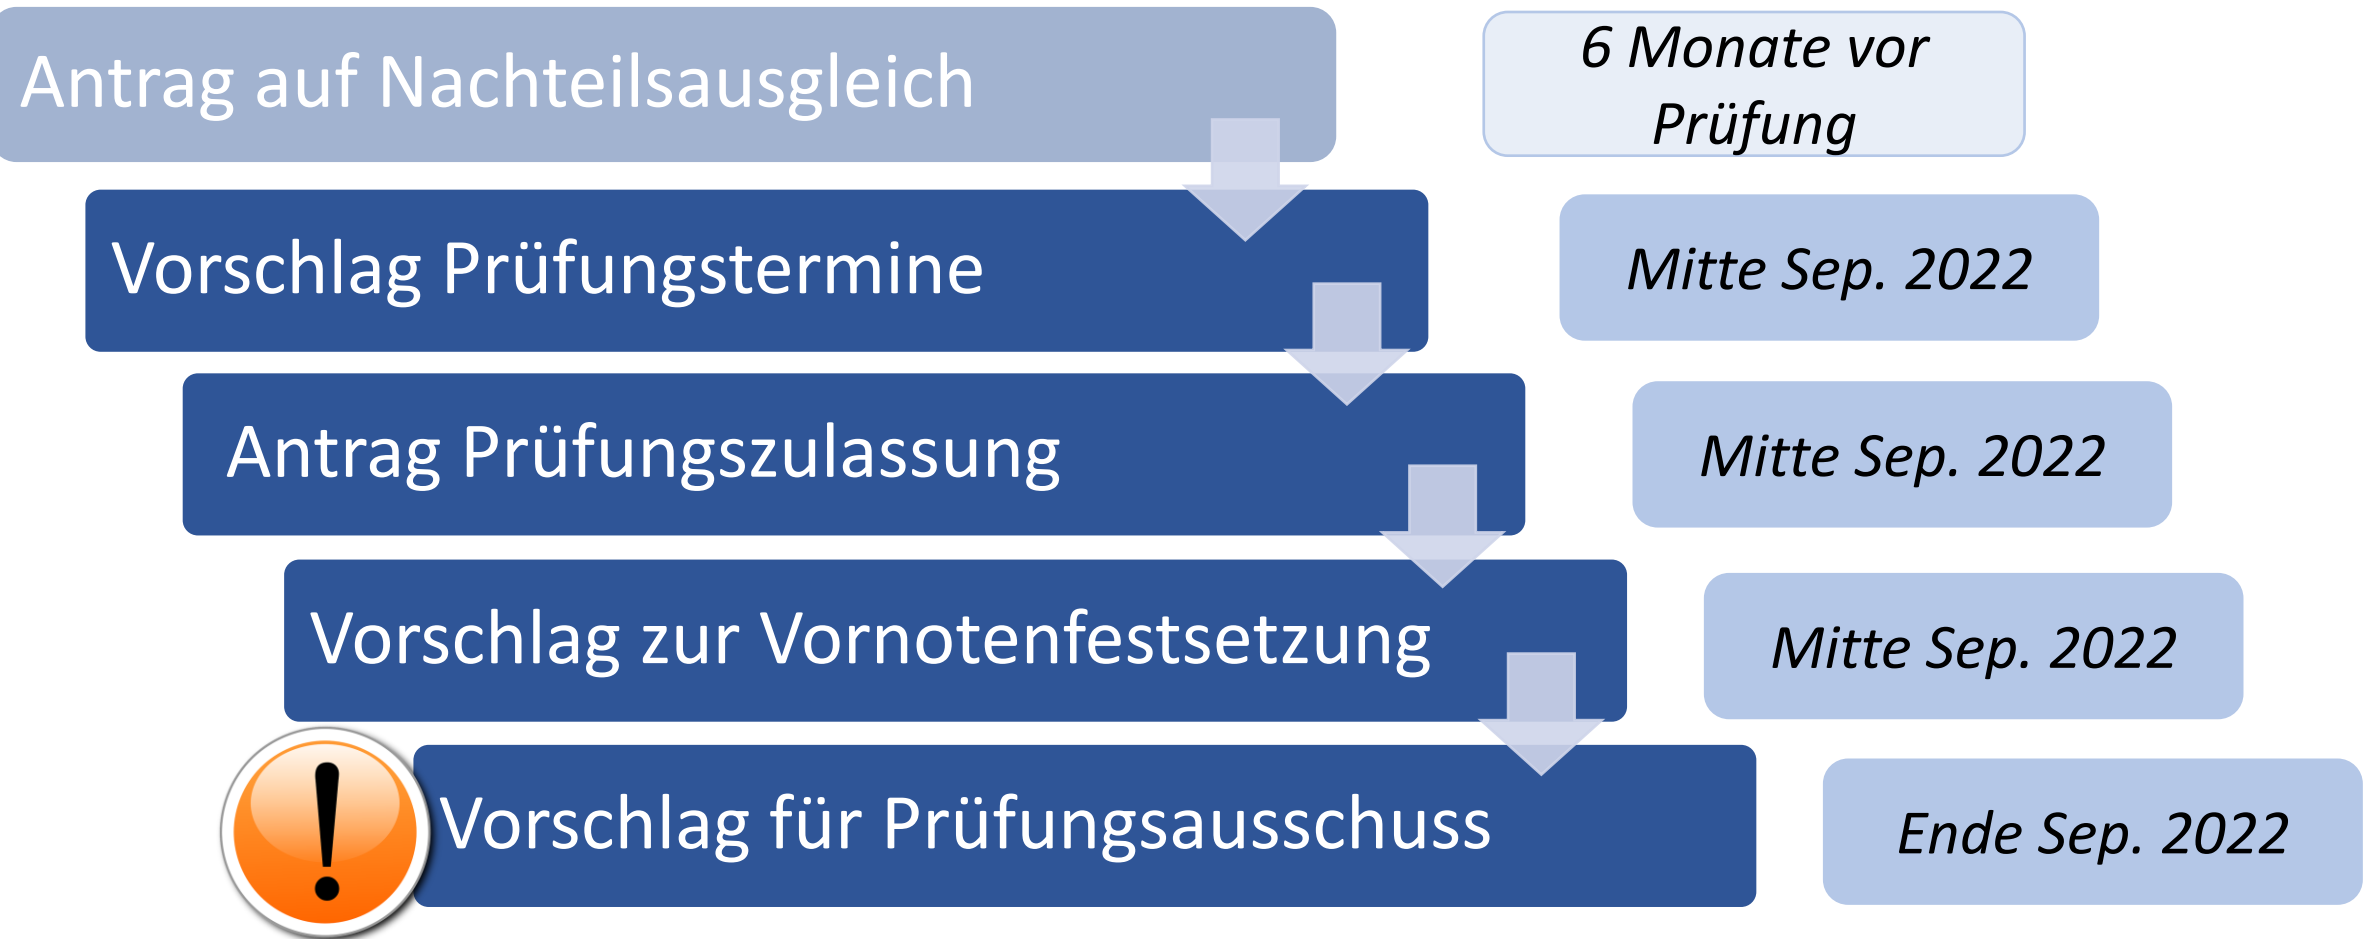 Antrag auf Nachteilsausgleich
6 Monate vor
Prüfung
Vorschlag Prüfungstermine
Mitte Sep. 2022
Antrag Prüfungszulassung
Mitte Sep. 2022
Vorschlag zur Vornotenfestsetzung
Mitte Sep. 2022
!
Vorschlag für Prüfungsausschuss
Ende Sep. 2022